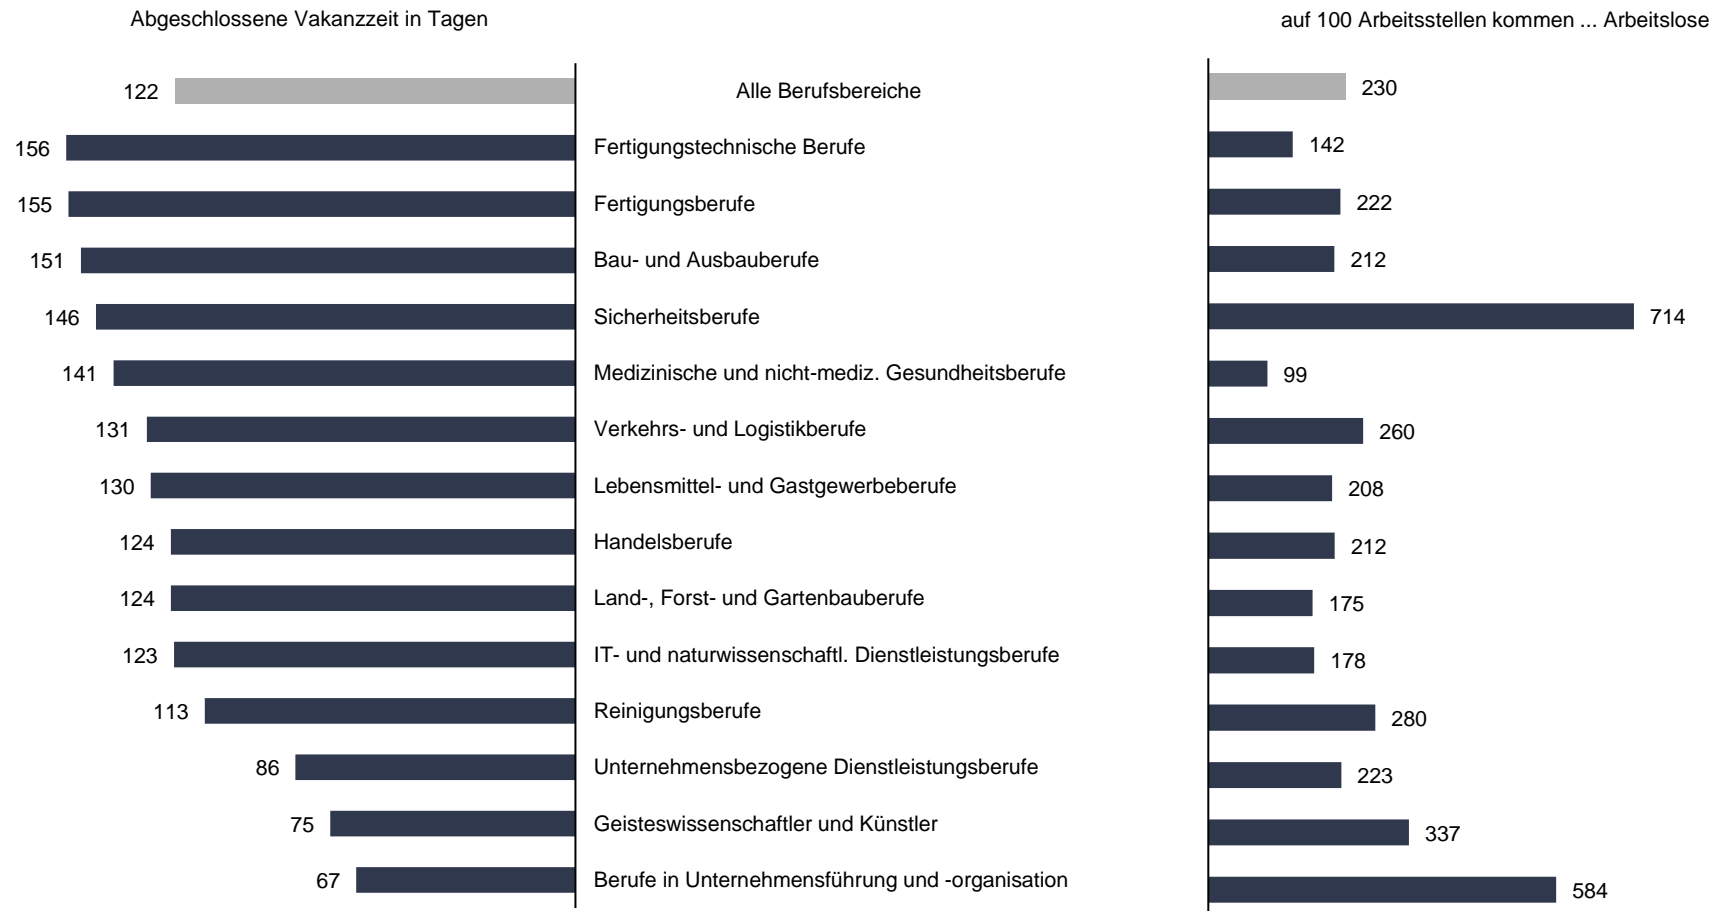 Abgeschlossene Vakanzzeit in Tagen auf 100 Arbeitsstellen kommen ... Arbeitslose
122 Alle Berufsbereiche 230
156 Fertigungstechnische Berufe 142
155 Fertigungsberufe 222
151 Bau- und Ausbauberufe 212
146 Sicherheitsberufe 714
141 Medizinische und nicht-mediz. Gesundheitsberufe 99
131 Verkehrs- und Logistikberufe 260
130 Lebensmittel- und Gastgewerbeberufe 208
124 Handelsberufe 212
124 Land-, Forst- und Gartenbauberufe 175
123 IT- und naturwissenschaftl. Dienstleistungsberufe 178
113 Reinigungsberufe 280
86 Unternehmensbezogene Dienstleistungsberufe 223
75 Geisteswissenschaftler und Künstler 337
67 Berufe in Unternehmensführung und -organisation 584